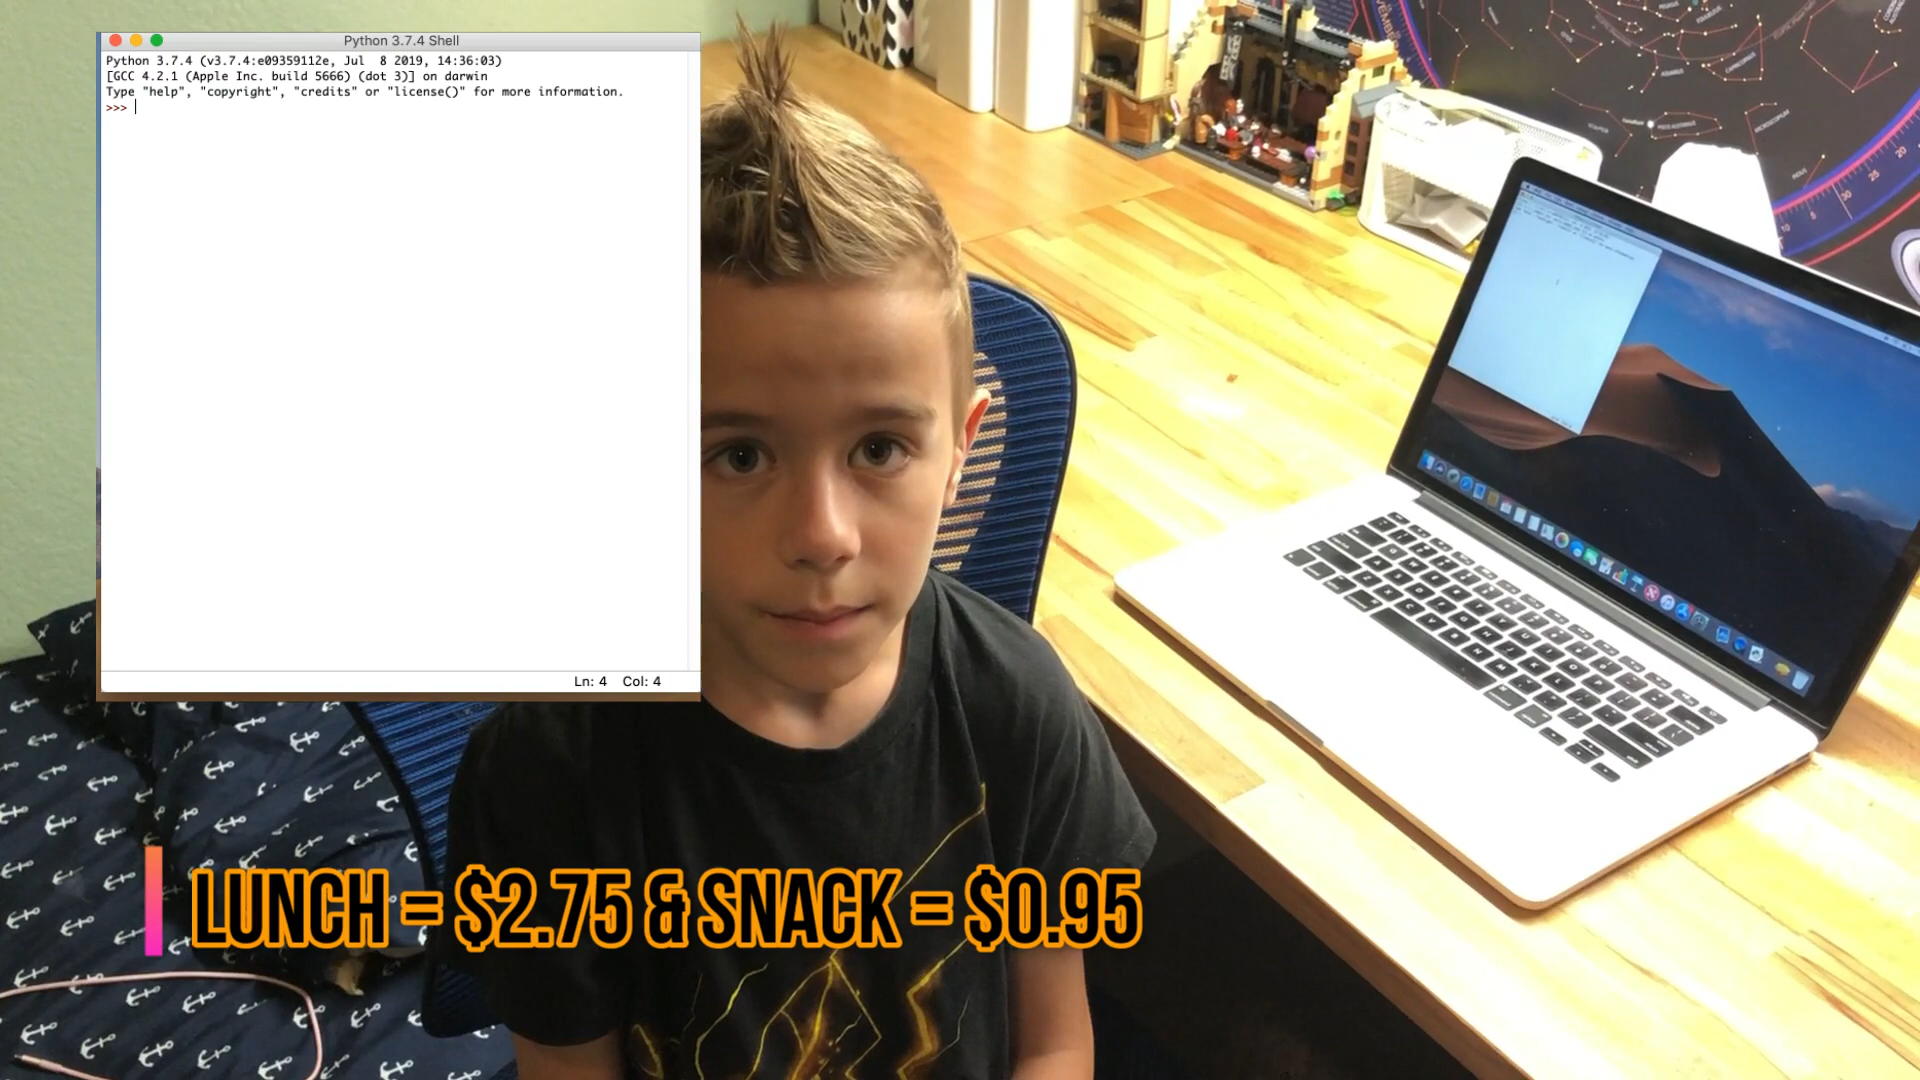 Python 3.7.4 Shell
Python 3.7.4 (v3.7.4:e09359112e, Jul  8 2019, 14:36:03)
[GCC 4.2.1 (Apple Inc. build 5666) (dot 3)] on darwin
Type "help", "copyright", "credits" or "license()" for more information.
>>>
Ln: 4 Col: 4
LUNCH = $2.75 & SNACK = $0.95